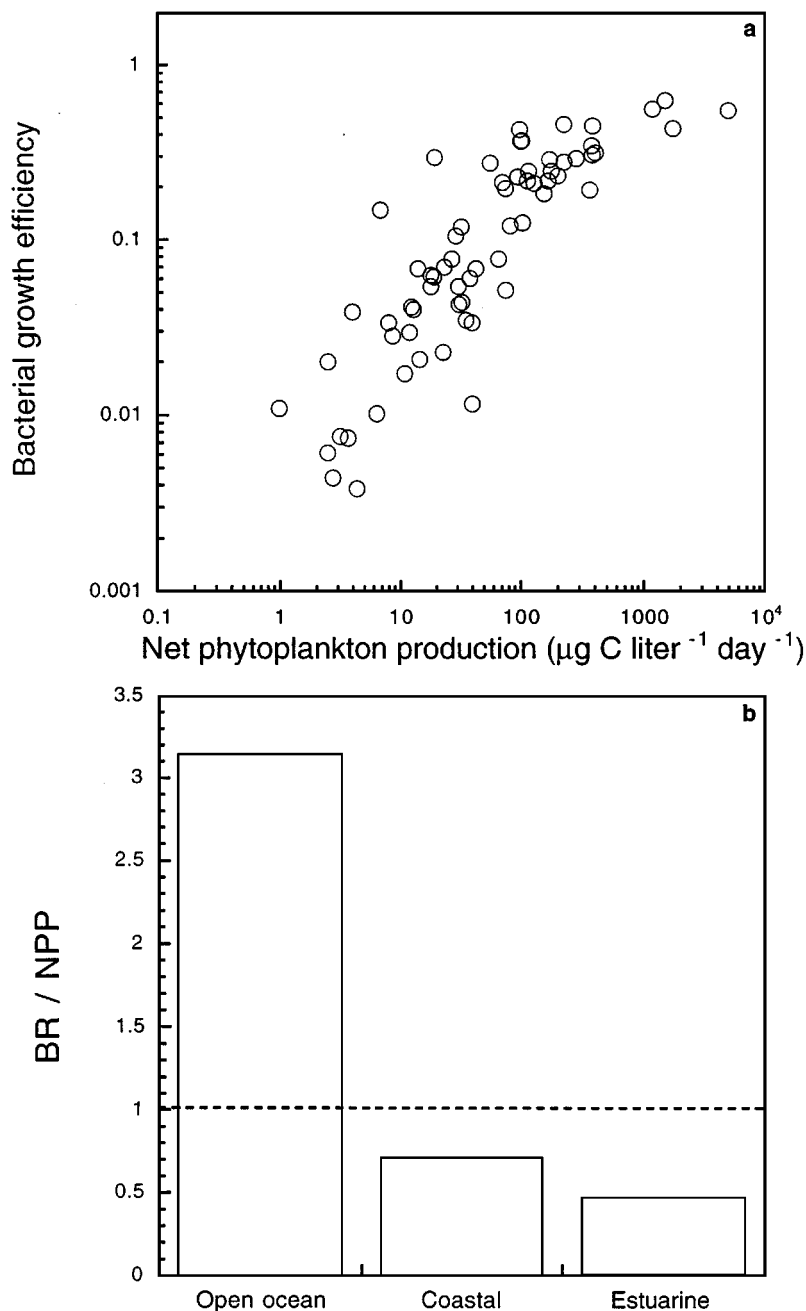 a
Bacterial growth efficiency
1
0.1
0.01
0.001
0.1 1 10 100 1000 10⁴
Net phytoplankton production (μg C liter ⁻¹ day ⁻¹)
b
BR / NPP
3.5
3
2.5
2
1.5
1
0.5
0
Open ocean Coastal Estuarine